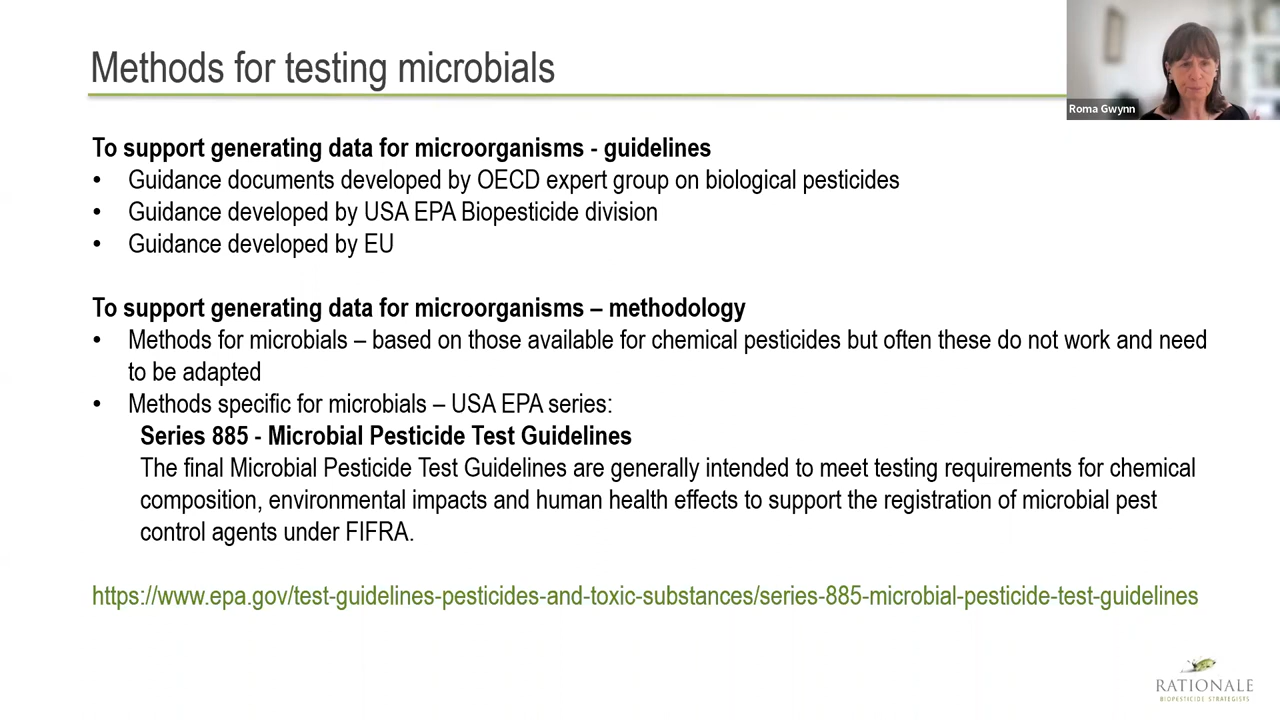 Methods for testing microbials
Roma Gwynn
To support generating data for microorganisms - guidelines
• Guidance documents developed by OECD expert group on biological pesticides
• Guidance developed by USA EPA Biopesticide division
• Guidance developed by EU
To support generating data for microorganisms – methodology
• Methods for microbials – based on those available for chemical pesticides but often these do not work and need
to be adapted
• Methods specific for microbials – USA EPA series:
Series 885 - Microbial Pesticide Test Guidelines
The final Microbial Pesticide Test Guidelines are generally intended to meet testing requirements for chemical
composition, environmental impacts and human health effects to support the registration of microbial pest
control agents under FIFRA.
https://www.epa.gov/test-guidelines-pesticides-and-toxic-substances/series-885-microbial-pesticide-test-guidelines
RATIONALE
BIOPESTICIDE STRATEGISTS